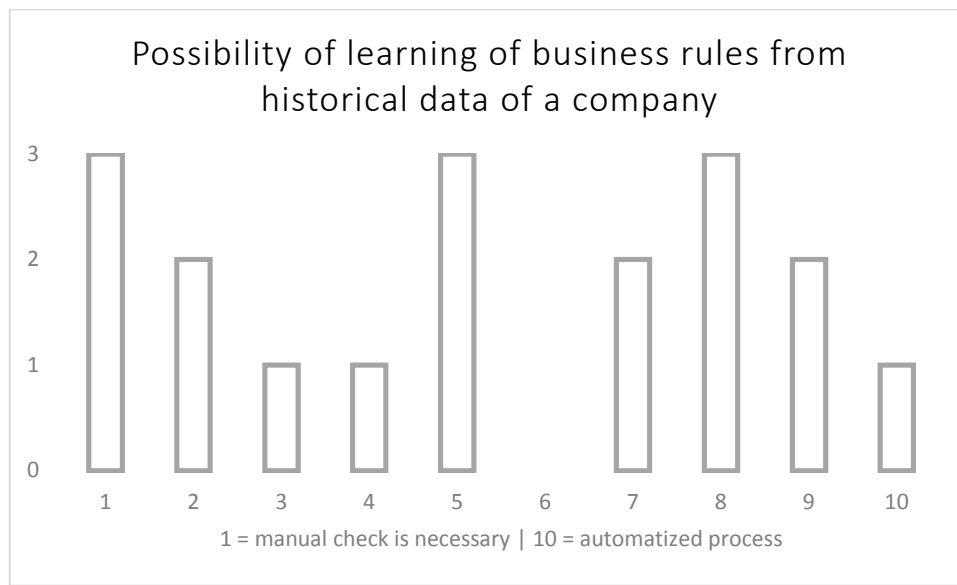 Possibility of learning of business rules from
historical data of a company
3
2
1
0
1 2 3 4 5 6 7 8 9 10
1 = manual check is necessary | 10 = automatized process